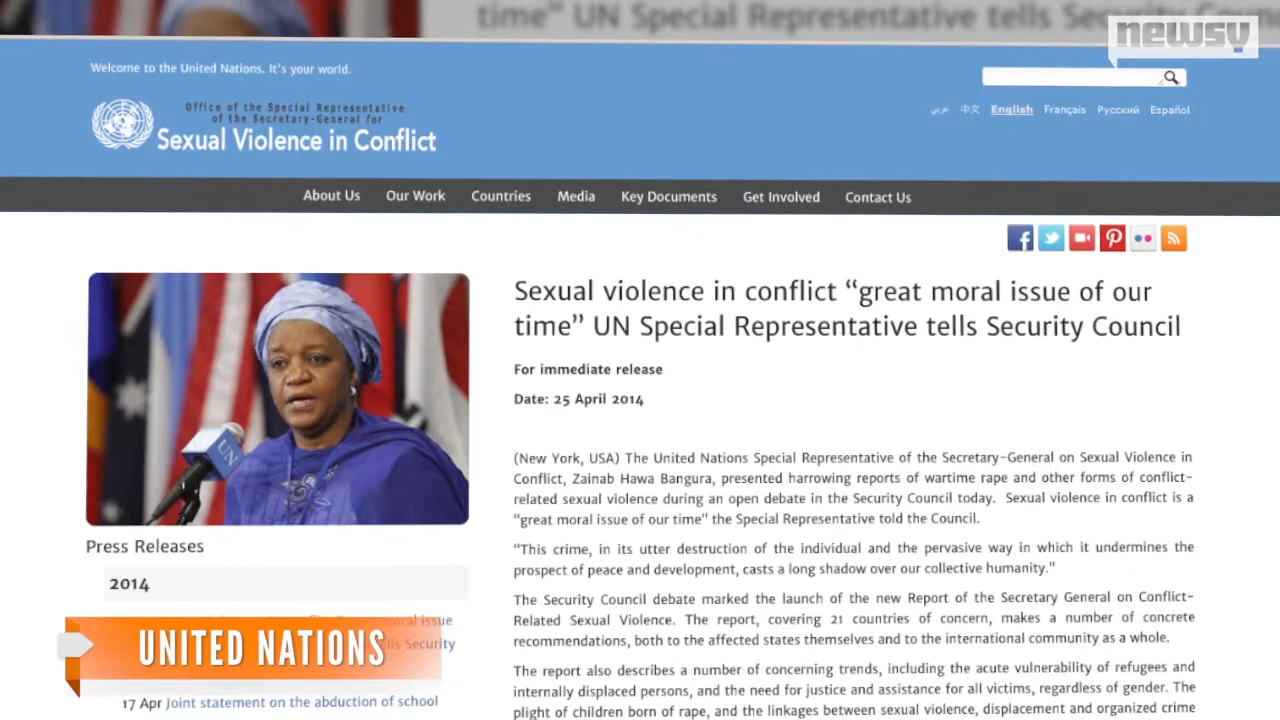 time” UN Special Representative tells Security
newsy
Welcome to the United Nations. It's your world.
Office of the Special Representative
of the Secretary-General for
Sexual Violence in Conflict
中文 English Français Русский Español
About Us Our Work Countries Media Key Documents Get Involved Contact Us
UN
Sexual violence in conflict “great moral issue of our
time” UN Special Representative tells Security Council
For immediate release
Date: 25 April 2014
(New York, USA) The United Nations Special Representative of the Secretary-General on Sexual Violence in
Conflict, Zainab Hawa Bangura, presented harrowing reports of wartime rape and other forms of conflict-
related sexual violence during an open debate in the Security Council today. Sexual violence in conflict is a
“great moral issue of our time” the Special Representative told the Council.
“This crime, in its utter destruction of the individual and the pervasive way in which it undermines the
prospect of peace and development, casts a long shadow over our collective humanity.”
The Security Council debate marked the launch of the new Report of the Secretary General on Conflict-
Related Sexual Violence. The report, covering 21 countries of concern, makes a number of concrete
recommendations, both to the affected states themselves and to the international community as a whole.
The report also describes a number of concerning trends, including the acute vulnerability of refugees and
internally displaced persons, and the need for justice and assistance for all victims, regardless of gender. The
plight of children born of rape, and the linkages between sexual violence, displacement and organized crime
Press Releases
2014
issue
Security
UNITED NATIONS
17 Apr Joint statement on the abduction of school